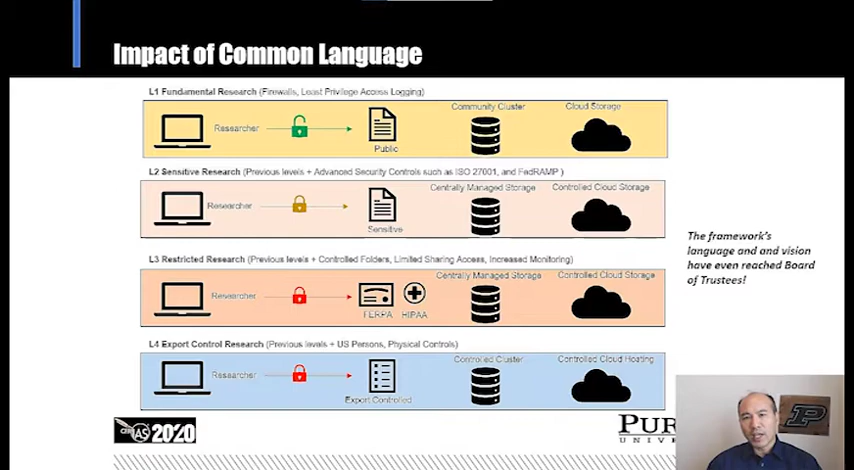 Impact of Common Language
L1 Fundamental Research (Firewalls, Least Privilege Access Logging)
Researcher
Public
Community Cluster
Cloud Storage
L2 Sensitive Research (Previous levels + Advanced Security Controls such as ISO 27001, and FedRAMP )
Researcher
Sensitive
Centrally Managed Storage
Controlled Cloud Storage
L3 Restricted Research (Previous levels + Controlled Folders, Limited Sharing Access, Increased Monitoring)
Researcher
FERPA
HIPAA
Centrally Managed Storage
Controlled Cloud Storage
L4 Export Control Research (Previous levels + US Persons, Physical Controls)
Researcher
Export Controlled
Controlled Cluster
Controlled Cloud Hosting
The framework's
language and and vision
have even reached Board
of Trustees!
CERIAS 2020
PUR
UNIVE
P